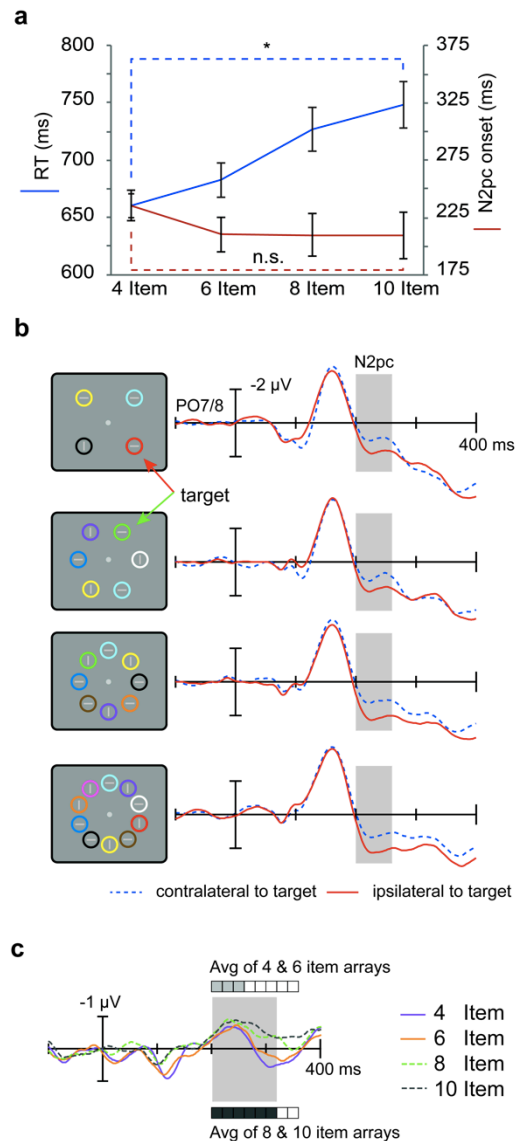 a
800
750
700
650
600
RT (ms)
*
n.s.
4 Item
6 Item
8 Item
10 Item
375
325
275
225
175
N2pc onset (ms)
b
PO7/8
-2 µV
N2pc
400 ms
target
contralateral to target
ipsilateral to target
c
Avg of 4 & 6 item arrays
-1 µV
400 ms
4 Item
6 Item
8 Item
10 Item
Avg of 8 & 10 item arrays